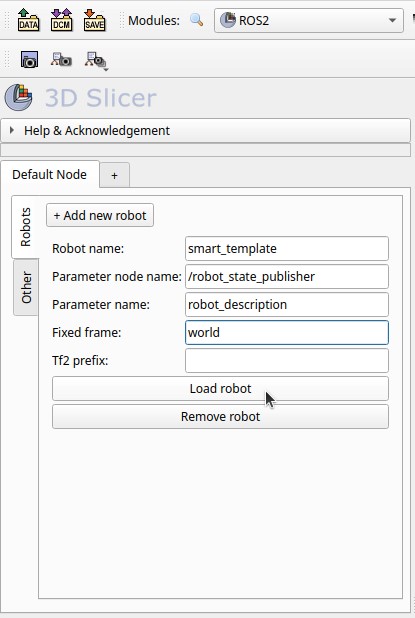 DATA DCM SAVE Modules: ROS2
3D Slicer
Help & Acknowledgement
Default Node +
Robots
Other
+ Add new robot
Robot name: smart_template
Parameter node name: /robot_state_publisher
Parameter name: robot_description
Fixed frame: world
Tf2 prefix:
Load robot
Remove robot